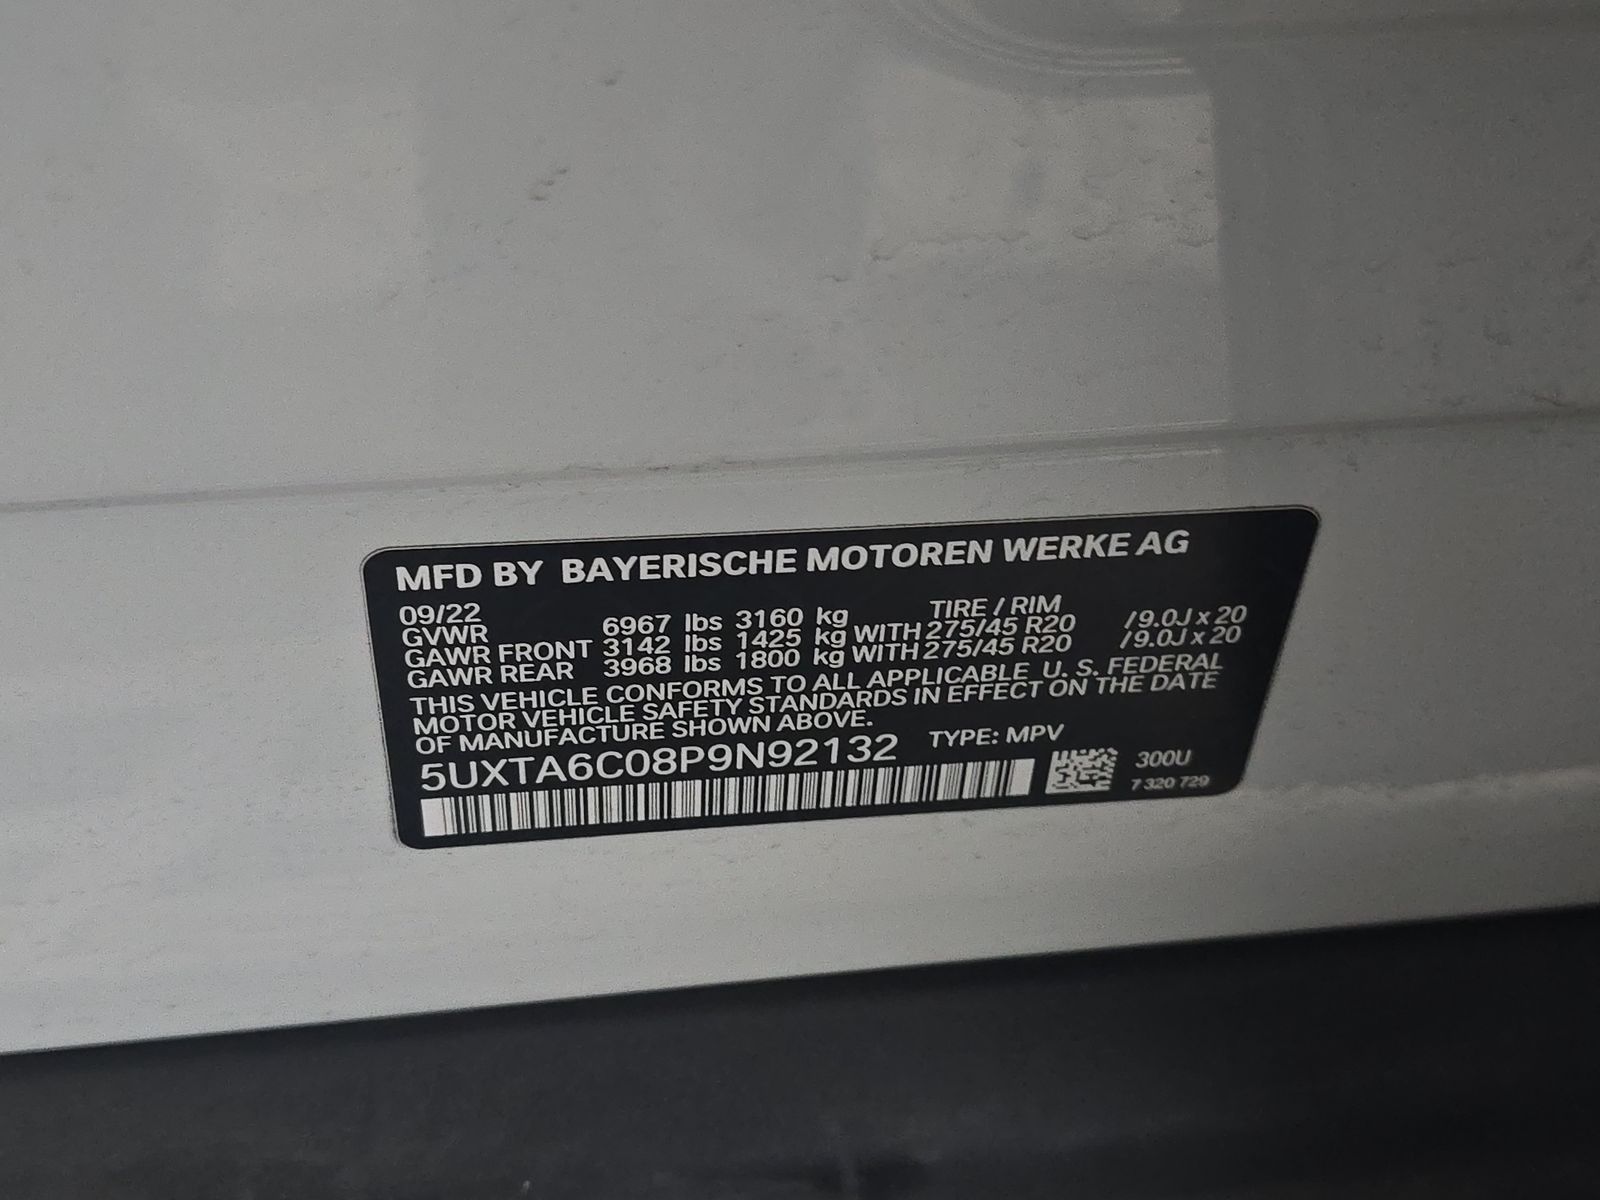 MFD BY BAYERISCHE MOTOREN WERKE AG
09/22 TIRE / RIM
GVWR 6967 lbs 3160 kg
GAWR FRONT 3142 lbs 1425 kg WITH 275/45 R20 /9.0J x 20
GAWR REAR 3968 lbs 1800 kg WITH 275/45 R20 /9.0J x 20
THIS VEHICLE CONFORMS TO ALL APPLICABLE U. S. FEDERAL
MOTOR VEHICLE SAFETY STANDARDS IN EFFECT ON THE DATE
OF MANUFACTURE SHOWN ABOVE.
5UXTA6C08P9N92132 TYPE: MPV
300U
7 320 729